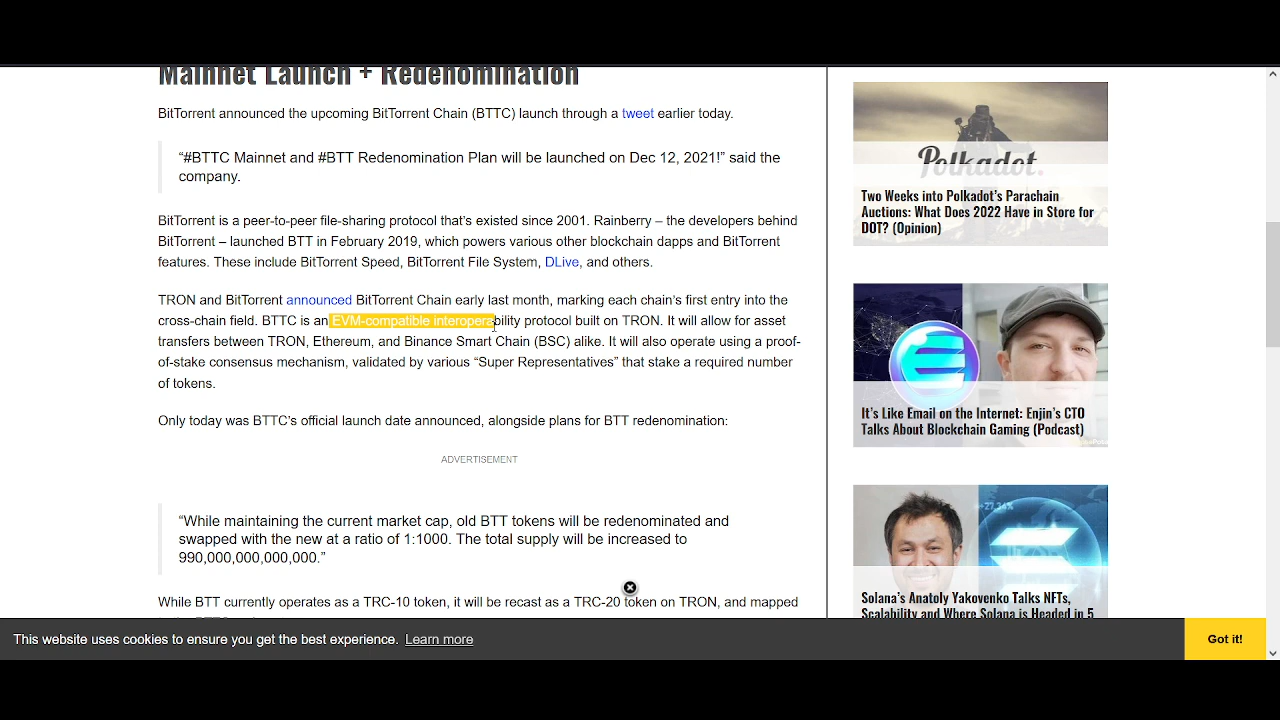 Mainnet Launch + Redenomination
BitTorrent announced the upcoming BitTorrent Chain (BTTC) launch through a tweet earlier today.
“#BTTC Mainnet and #BTT Redenomination Plan will be launched on Dec 12, 2021!” said the
company.
BitTorrent is a peer-to-peer file-sharing protocol that’s existed since 2001. Rainberry – the developers behind
BitTorrent – launched BTT in February 2019, which powers various other blockchain dapps and BitTorrent
features. These include BitTorrent Speed, BitTorrent File System, DLive, and others.
TRON and BitTorrent announced BitTorrent Chain early last month, marking each chain’s first entry into the
cross-chain field. BTTC is an EVM-compatible interoperability protocol built on TRON. It will allow for asset
transfers between TRON, Ethereum, and Binance Smart Chain (BSC) alike. It will also operate using a proof-
of-stake consensus mechanism, validated by various “Super Representatives” that stake a required number
of tokens.
Only today was BTTC’s official launch date announced, alongside plans for BTT redenomination:
ADVERTISEMENT
“While maintaining the current market cap, old BTT tokens will be redenominated and
swapped with the new at a ratio of 1:1000. The total supply will be increased to
990,000,000,000,000.”
While BTT currently operates as a TRC-10 token, it will be recast as a TRC-20 token on TRON, and mapped
Polkadot.
Two Weeks into Polkadot’s Parachain
Auctions: What Does 2022 Have in Store for
DOT? (Opinion)
It’s Like Email on the Internet: Enjin’s CTO
Talks About Blockchain Gaming (Podcast)
+27.24%
Solana’s Anatoly Yakovenko Talks NFTs,
Scalability and Where Solana is Headed in 5
This website uses cookies to ensure you get the best experience. Learn more
Got it!